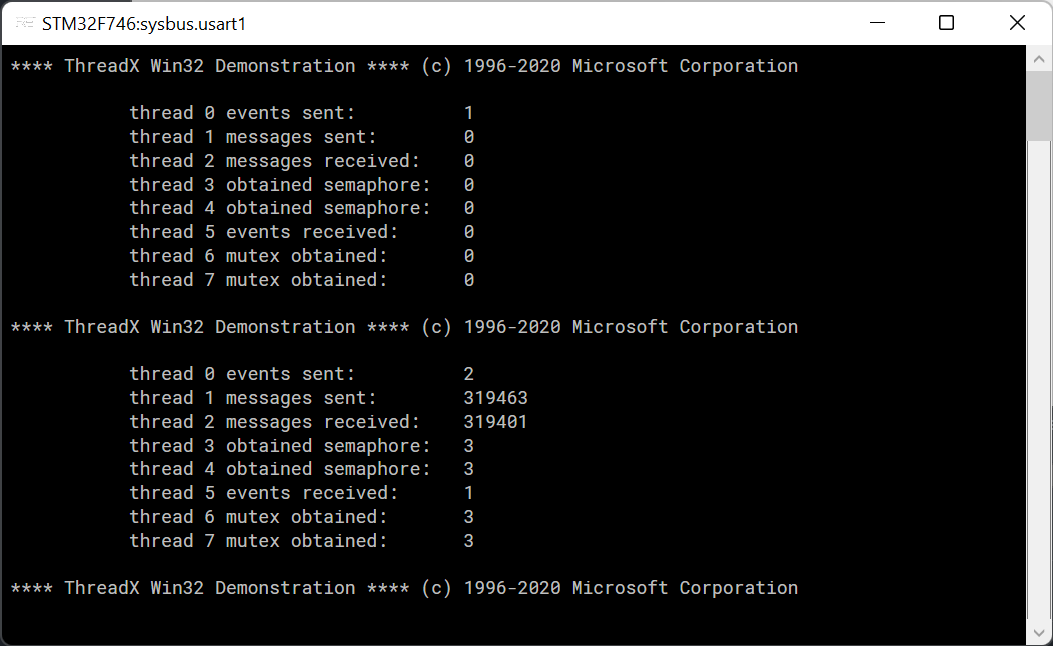 STM32F746:sysbus.usart1
**** ThreadX Win32 Demonstration **** (c) 1996-2020 Microsoft Corporation
thread 0 events sent: 1
thread 1 messages sent: 0
thread 2 messages received: 0
thread 3 obtained semaphore: 0
thread 4 obtained semaphore: 0
thread 5 events received: 0
thread 6 mutex obtained: 0
thread 7 mutex obtained: 0
**** ThreadX Win32 Demonstration **** (c) 1996-2020 Microsoft Corporation
thread 0 events sent: 2
thread 1 messages sent: 319463
thread 2 messages received: 319401
thread 3 obtained semaphore: 3
thread 4 obtained semaphore: 3
thread 5 events received: 1
thread 6 mutex obtained: 3
thread 7 mutex obtained: 3
**** ThreadX Win32 Demonstration **** (c) 1996-2020 Microsoft Corporation